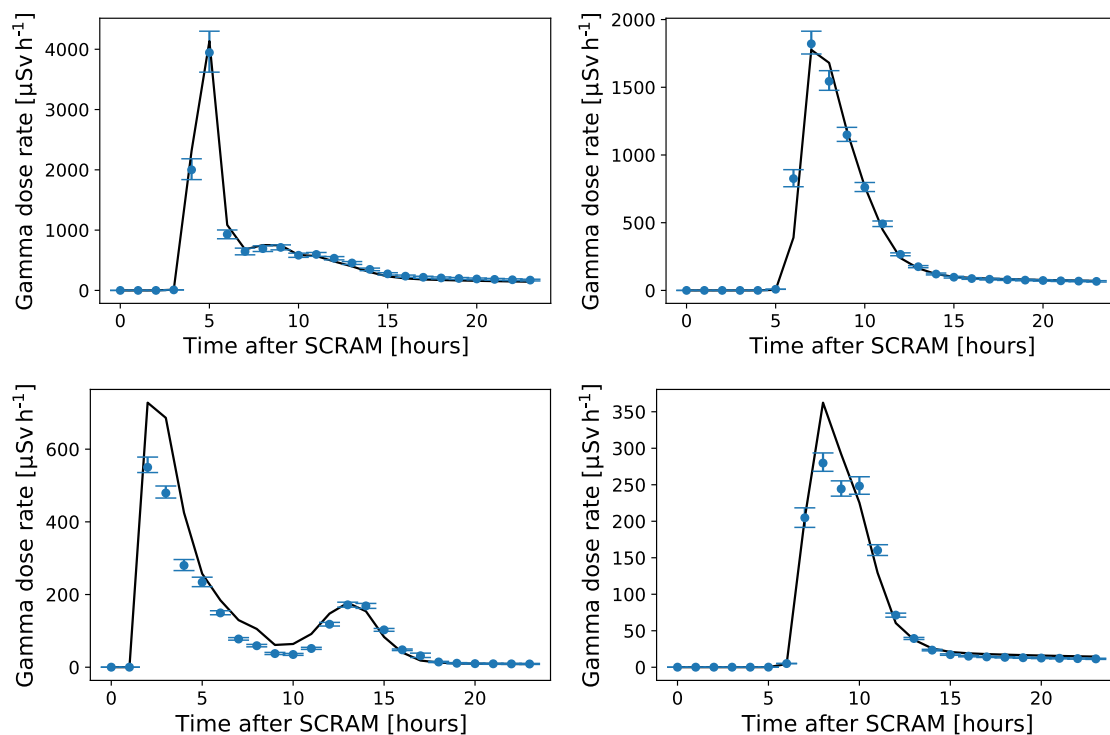 Gamma dose rate [µSv h⁻¹]
4000
3000
2000
1000
0
0 5 10 15 20
Time after SCRAM [hours]
Gamma dose rate [µSv h⁻¹]
2000
1500
1000
500
0
0 5 10 15 20
Time after SCRAM [hours]
Gamma dose rate [µSv h⁻¹]
600
400
200
0
0 5 10 15 20
Time after SCRAM [hours]
Gamma dose rate [µSv h⁻¹]
350
300
250
200
150
100
50
0
0 5 10 15 20
Time after SCRAM [hours]